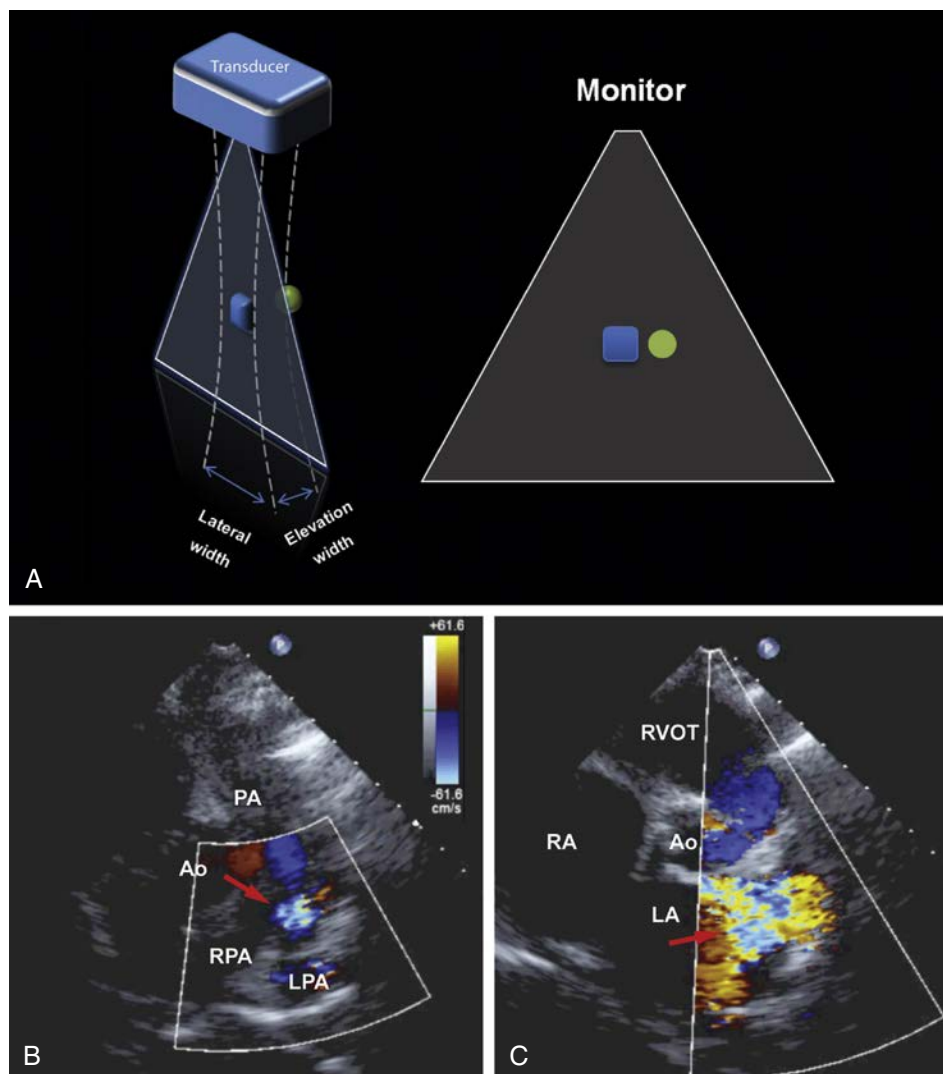 Transducer
Monitor
Lateral
width
Elevation
width
A
+61.6
-61.6
cm/s
PA
Ao
RPA
LPA
B
RVOT
RA
Ao
LA
C